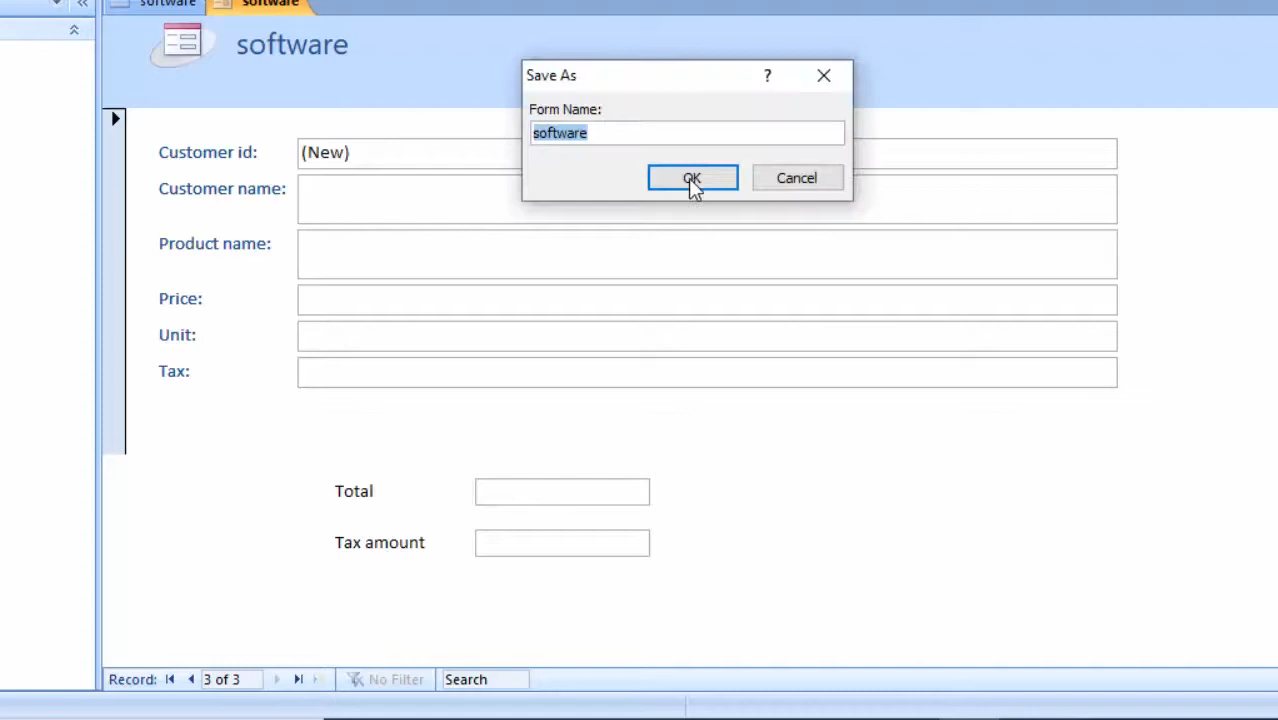 software
software
software
Save As
?
Form Name:
software
OK
Cancel
Customer id:
(New)
Customer name:
Product name:
Price:
Unit:
Tax:
Total
Tax amount
Record:
3 of 3
No Filter
Search